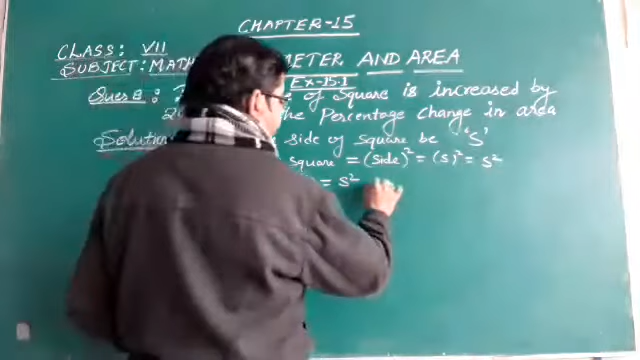 CHAPTER-15
CLASS: VII
METER AND AREA
SUBJECT: MATH
Ex-15.1
Ques 8: of Square is increased by
the Percentage change in area
Solution side of square be 'S'
square = (side)² = (S)² = S²
= S²